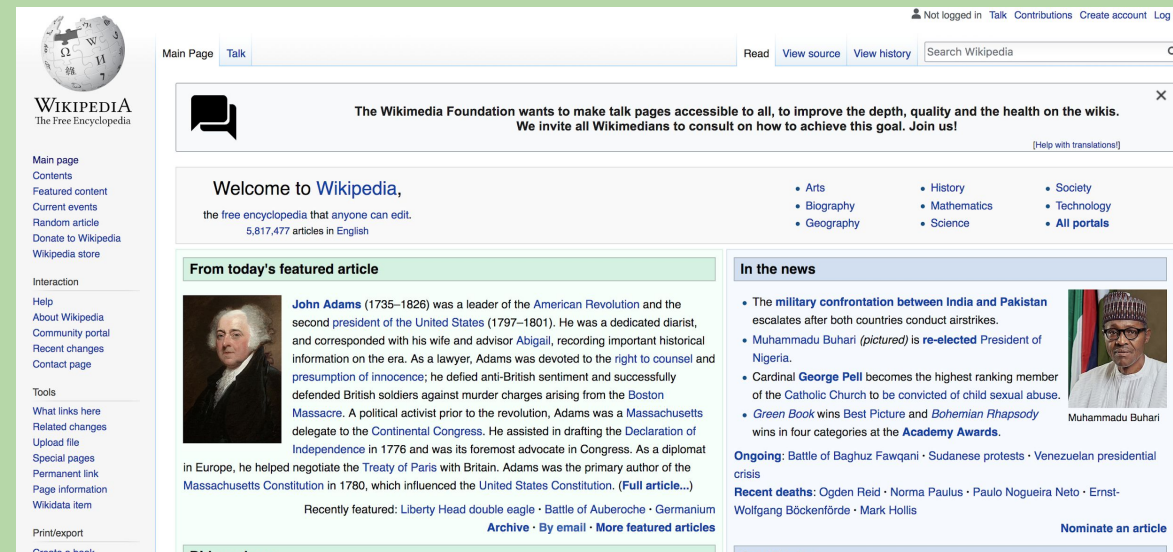 Not logged in Talk Contributions Create account Log
Main Page Talk
Read View source View history Search Wikipedia
WIKIPEDIA
The Free Encyclopedia
The Wikimedia Foundation wants to make talk pages accessible to all, to improve the depth, quality and the health on the wikis.
We invite all Wikimedians to consult on how to achieve this goal. Join us!
[Help with translations!]
Main page
Contents
Featured content
Current events
Random article
Donate to Wikipedia
Wikipedia store
Interaction
Help
About Wikipedia
Community portal
Recent changes
Contact page
Tools
What links here
Related changes
Upload file
Special pages
Permanent link
Page information
Wikidata item
Print/export
Welcome to Wikipedia,
the free encyclopedia that anyone can edit.
5,817,477 articles in English
• Arts
• Biography
• Geography
• History
• Mathematics
• Science
• Society
• Technology
• All portals
From today's featured article
John Adams (1735–1826) was a leader of the American Revolution and the
second president of the United States (1797–1801). He was a dedicated diarist,
and corresponded with his wife and advisor Abigail, recording important historical
information on the era. As a lawyer, Adams was devoted to the right to counsel and
presumption of innocence; he defied anti-British sentiment and successfully
defended British soldiers against murder charges arising from the Boston
Massacre. A political activist prior to the revolution, Adams was a Massachusetts
delegate to the Continental Congress. He assisted in drafting the Declaration of
Independence in 1776 and was its foremost advocate in Congress. As a diplomat
in Europe, he helped negotiate the Treaty of Paris with Britain. Adams was the primary author of the
Massachusetts Constitution in 1780, which influenced the United States Constitution. (Full article...)
Recently featured: Liberty Head double eagle · Battle of Auberoche · Germanium
Archive · By email · More featured articles
In the news
• The military confrontation between India and Pakistan
escalates after both countries conduct airstrikes.
• Muhammadu Buhari (pictured) is re-elected President of
Nigeria.
• Cardinal George Pell becomes the highest ranking member
of the Catholic Church to be convicted of child sexual abuse.
• Green Book wins Best Picture and Bohemian Rhapsody
wins in four categories at the Academy Awards.
Muhammadu Buhari
Ongoing: Battle of Baghuz Fawqani · Sudanese protests · Venezuelan presidential
crisis
Recent deaths: Ogden Reid · Norma Paulus · Paulo Nogueira Neto · Ernst-
Wolfgang Böckenförde · Mark Hollis
Nominate an article